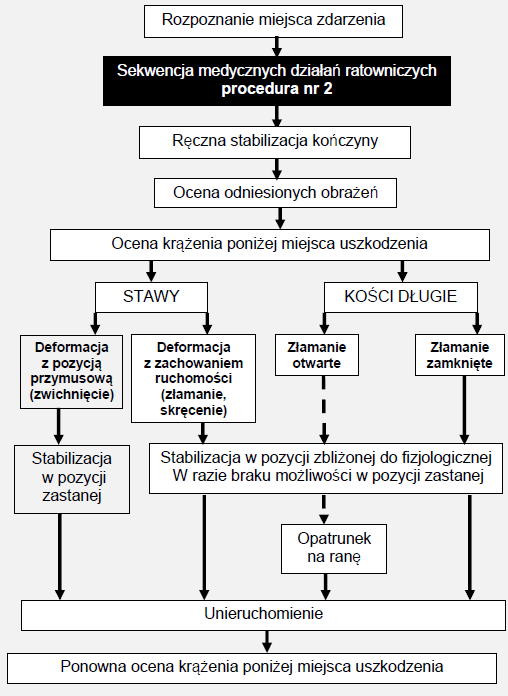 Rozpoznanie miejsca zdarzenia
Sekwencja medycznych działań ratowniczych
procedura nr 2
Ręczna stabilizacja kończyny
Ocena odniesionych obrażeń
Ocena krążenia poniżej miejsca uszkodzenia
STAWY
KOŚCI DŁUGIE
Deformacja
z pozycją
przymusową
(zwichnięcie)
Deformacja
z zachowaniem
ruchomości
(złamanie,
skręcenie)
Złamanie
otwarte
Złamanie
zamknięte
Stabilizacja
w pozycji
zastanej
Stabilizacja w pozycji zbliżonej do fizjologicznej
W razie braku możliwości w pozycji zastanej
Opatrunek
na ranę
Unieruchomienie
Ponowna ocena krążenia poniżej miejsca uszkodzenia